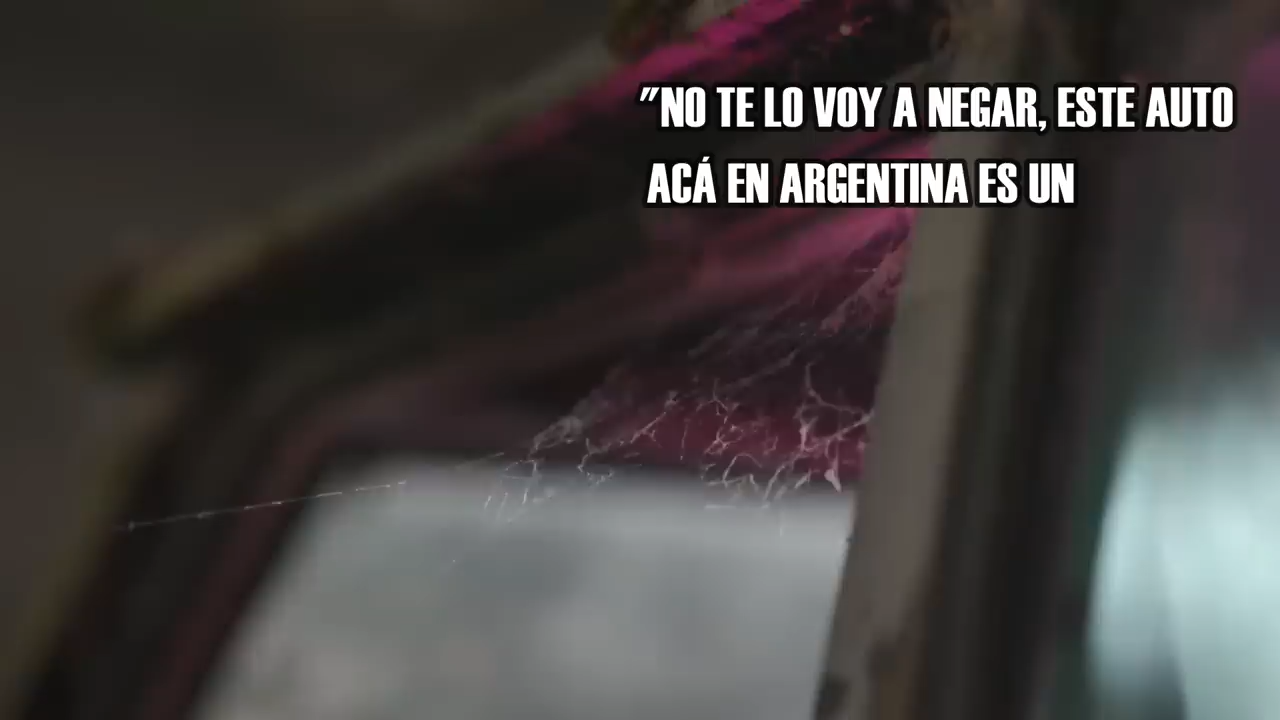 "NO TE LO VOY A NEGAR, ESTE AUTO
ACÁ EN ARGENTINA ES UN